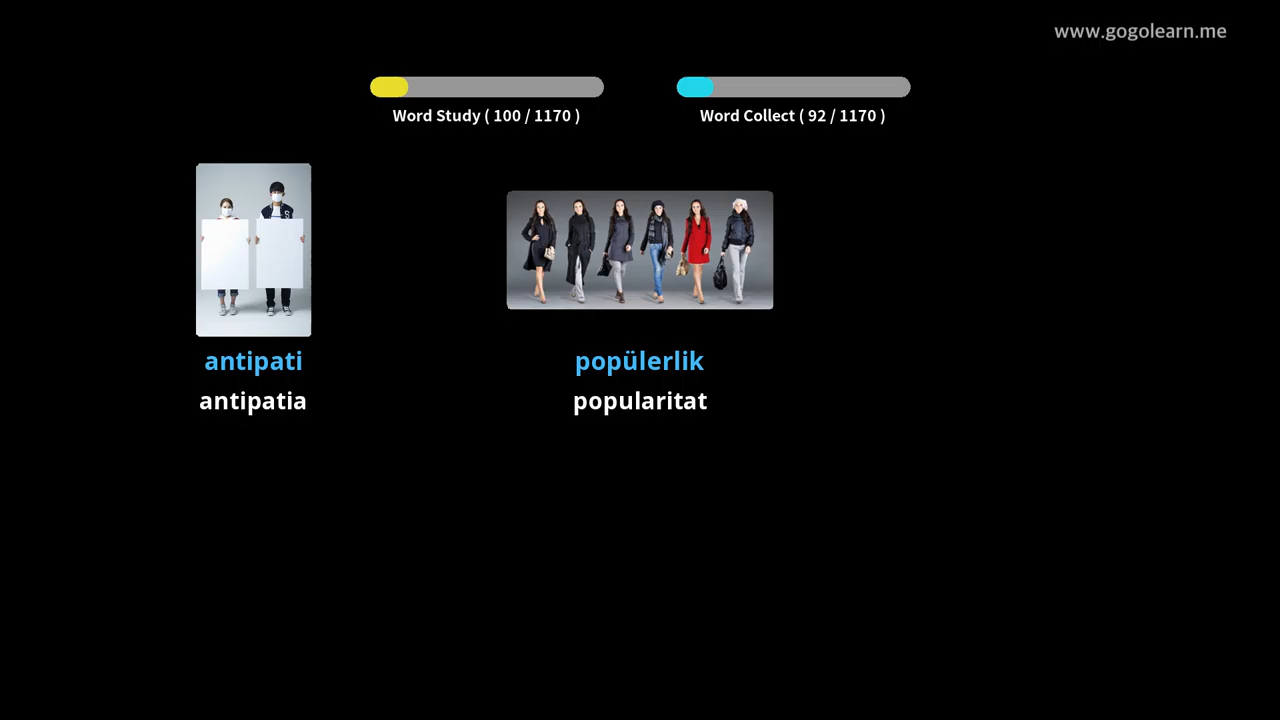 www.gogolearn.me
Word Study ( 100 / 1170 )
Word Collect ( 92 / 1170 )
antipati
antipatia
popülerlik
popularitat